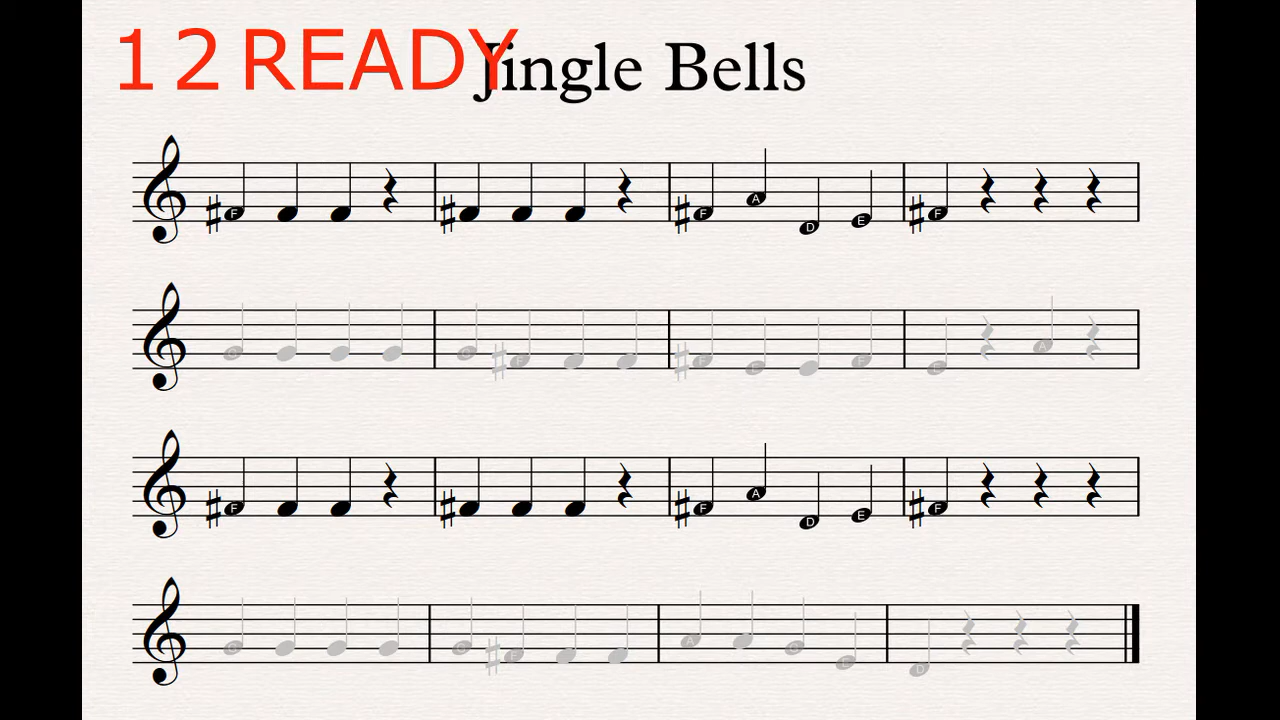 1 2 READY
Jingle Bells
F F A D E F
G G F F E F E A
F F A D E F
G G F A G E D